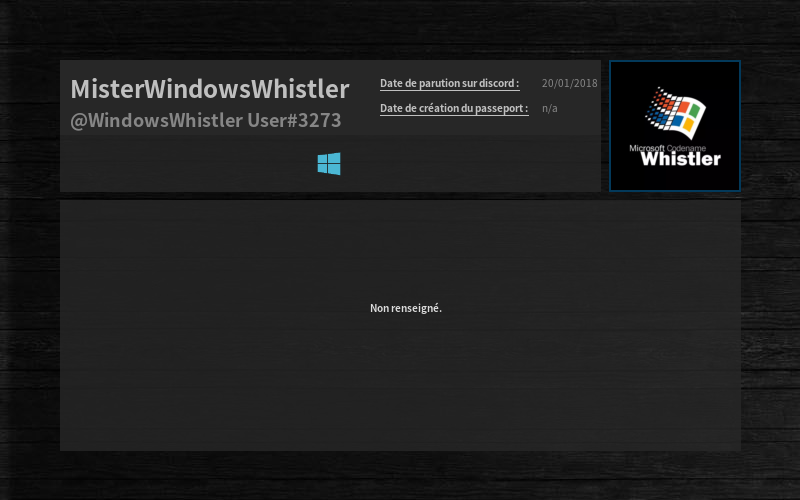 MisterWindowsWhistler
@WindowsWhistler User#3273
Date de parution sur discord : 20/01/2018
Date de création du passeport : n/a
Microsoft Codename
Whistler
Non renseigné.